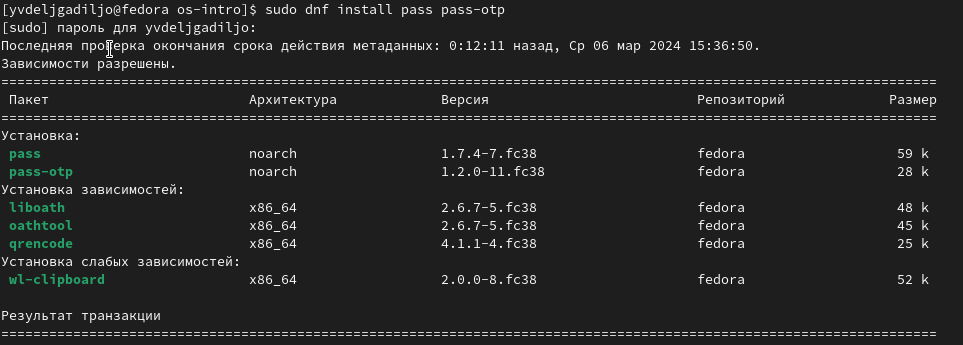 [yvdeljgadiljo@fedora os-intro]$ sudo dnf install pass pass-otp
[sudo] пароль для yvdeljgadiljo:
Последняя проверка окончания срока действия метаданных: 0:12:11 назад, Ср 06 мар 2024 15:36:50.
Зависимости разрешены.
=====================================================================================================================
Пакет Архитектура Версия Репозиторий Размер
=====================================================================================================================
Установка:
pass noarch 1.7.4-7.fc38 fedora 59 k
pass-otp noarch 1.2.0-11.fc38 fedora 28 k
Установка зависимостей:
liboath x86_64 2.6.7-5.fc38 fedora 48 k
oathtool x86_64 2.6.7-5.fc38 fedora 45 k
qrencode x86_64 4.1.1-4.fc38 fedora 25 k
Установка слабых зависимостей:
wl-clipboard x86_64 2.0.0-8.fc38 fedora 52 k
Результат транзакции
=====================================================================================================================